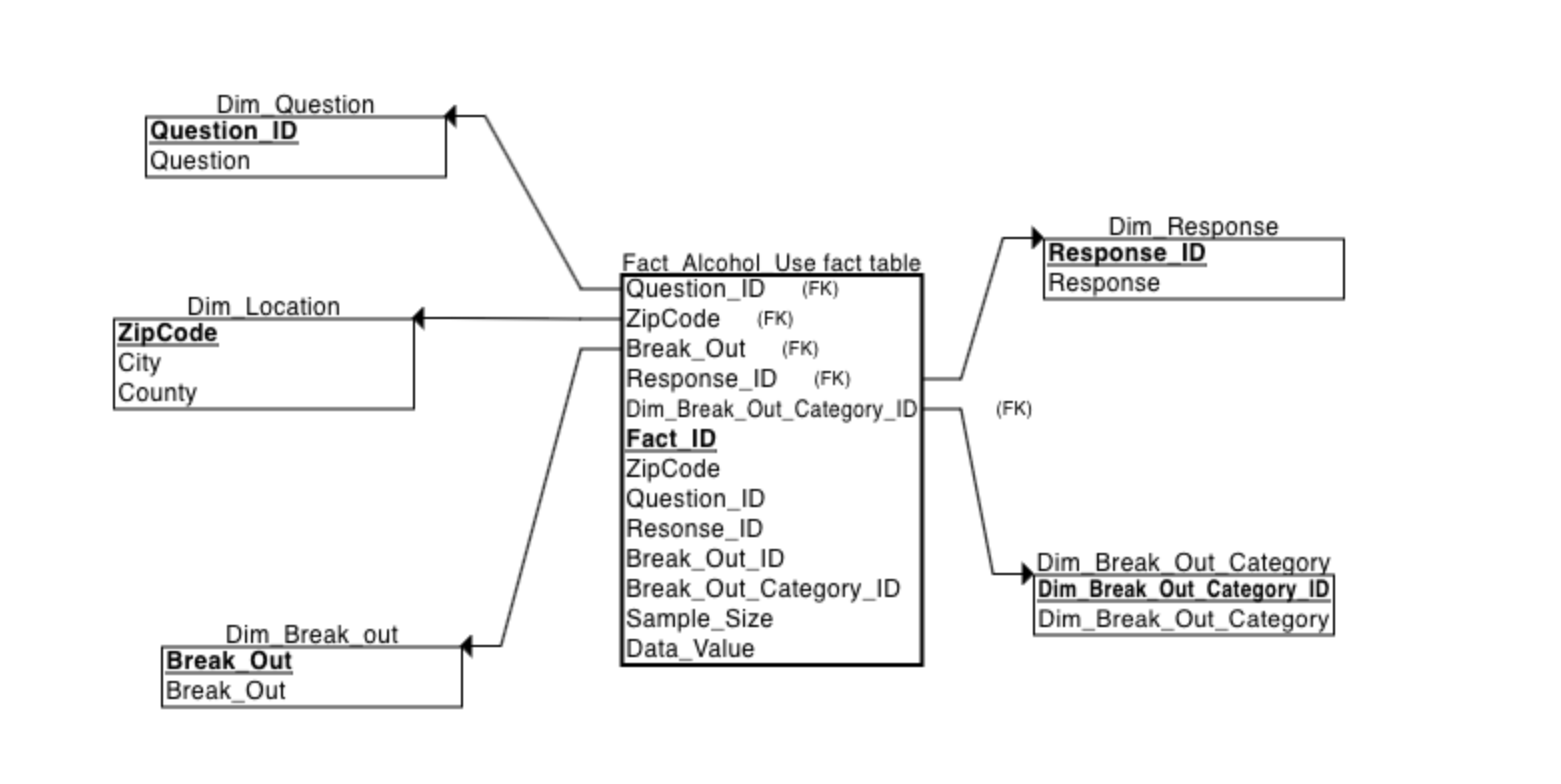 Dim_Question
Question_ID
Question
Dim_Location
ZipCode
City
County
Dim_Break_out
Break_Out
Break_Out
Fact_Alcohol_Use fact table
Question_ID (FK)
ZipCode (FK)
Break_Out (FK)
Response_ID (FK)
Dim_Break_Out_Category_ID (FK)
Fact_ID
ZipCode
Question_ID
Resonse_ID
Break_Out_ID
Break_Out_Category_ID
Sample_Size
Data_Value
Dim_Response
Response_ID
Response
Dim_Break_Out_Category
Dim_Break_Out_Category_ID
Dim_Break_Out_Category